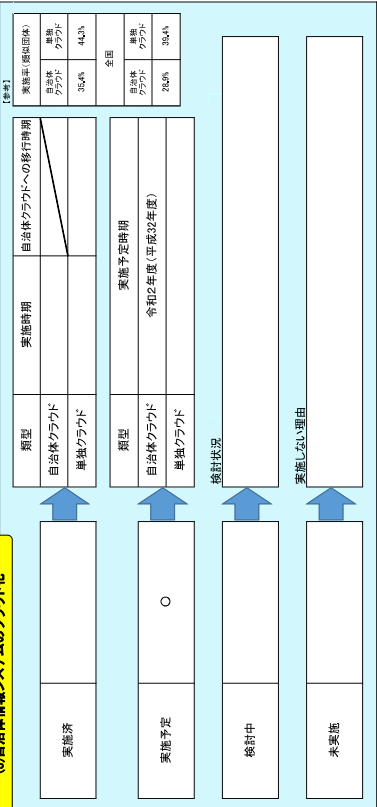 (6)自治体情報システムのクラウド化
【参考】
実施済
類型
実施時期
自治体クラウドへの移行時期
自治体クラウド
単独クラウド
実施率(類似団体)
自治体クラウド
単独クラウド
35.4%
44.3%
全国
自治体クラウド
単独クラウド
28.9%
39.4%
実施予定
○
類型
実施予定時期
自治体クラウド
令和2年度(平成32年度)
単独クラウド
検討中
検討状況
未実施
実施しない理由